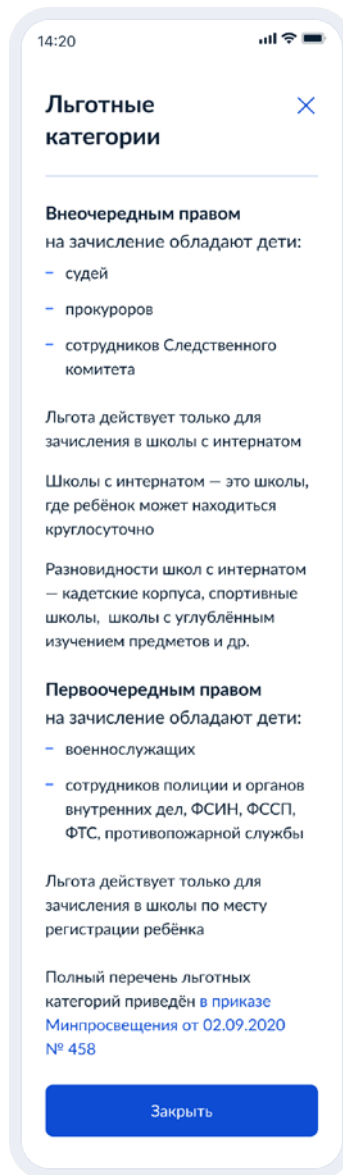 14:20
Льготные
категории
Внеочередным правом
на зачисление обладают дети:
– судей
– прокуроров
– сотрудников Следственного
комитета
Льгота действует только для
зачисления в школы с интернатом
Школы с интернатом — это школы,
где ребёнок может находиться
круглосуточно
Разновидности школ с интернатом
— кадетские корпуса, спортивные
школы, школы с углублённым
изучением предметов и др.
Первоочередным правом
на зачисление обладают дети:
– военнослужащих
– сотрудников полиции и органов
внутренних дел, ФСИН, ФССП,
ФТС, противопожарной службы
Льгота действует только для
зачисления в школы по месту
регистрации ребёнка
Полный перечень льготных
категорий приведён в приказе
Минпросвещения от 02.09.2020
№ 458
Закрыть